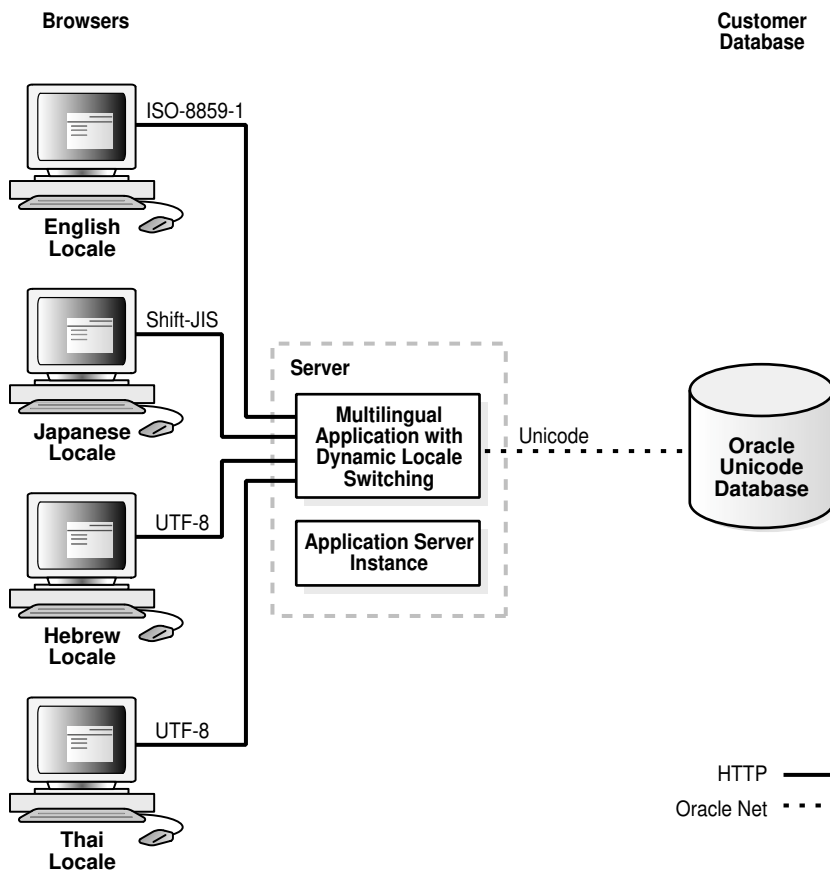 Browsers
Customer
Database
ISO-8859-1
English
Locale
Shift-JIS
Japanese
Locale
Server
Multilingual
Application with
Dynamic Locale
Switching
Unicode
Oracle
Unicode
Database
UTF-8
Application Server
Instance
Hebrew
Locale
UTF-8
Thai
Locale
HTTP
Oracle Net